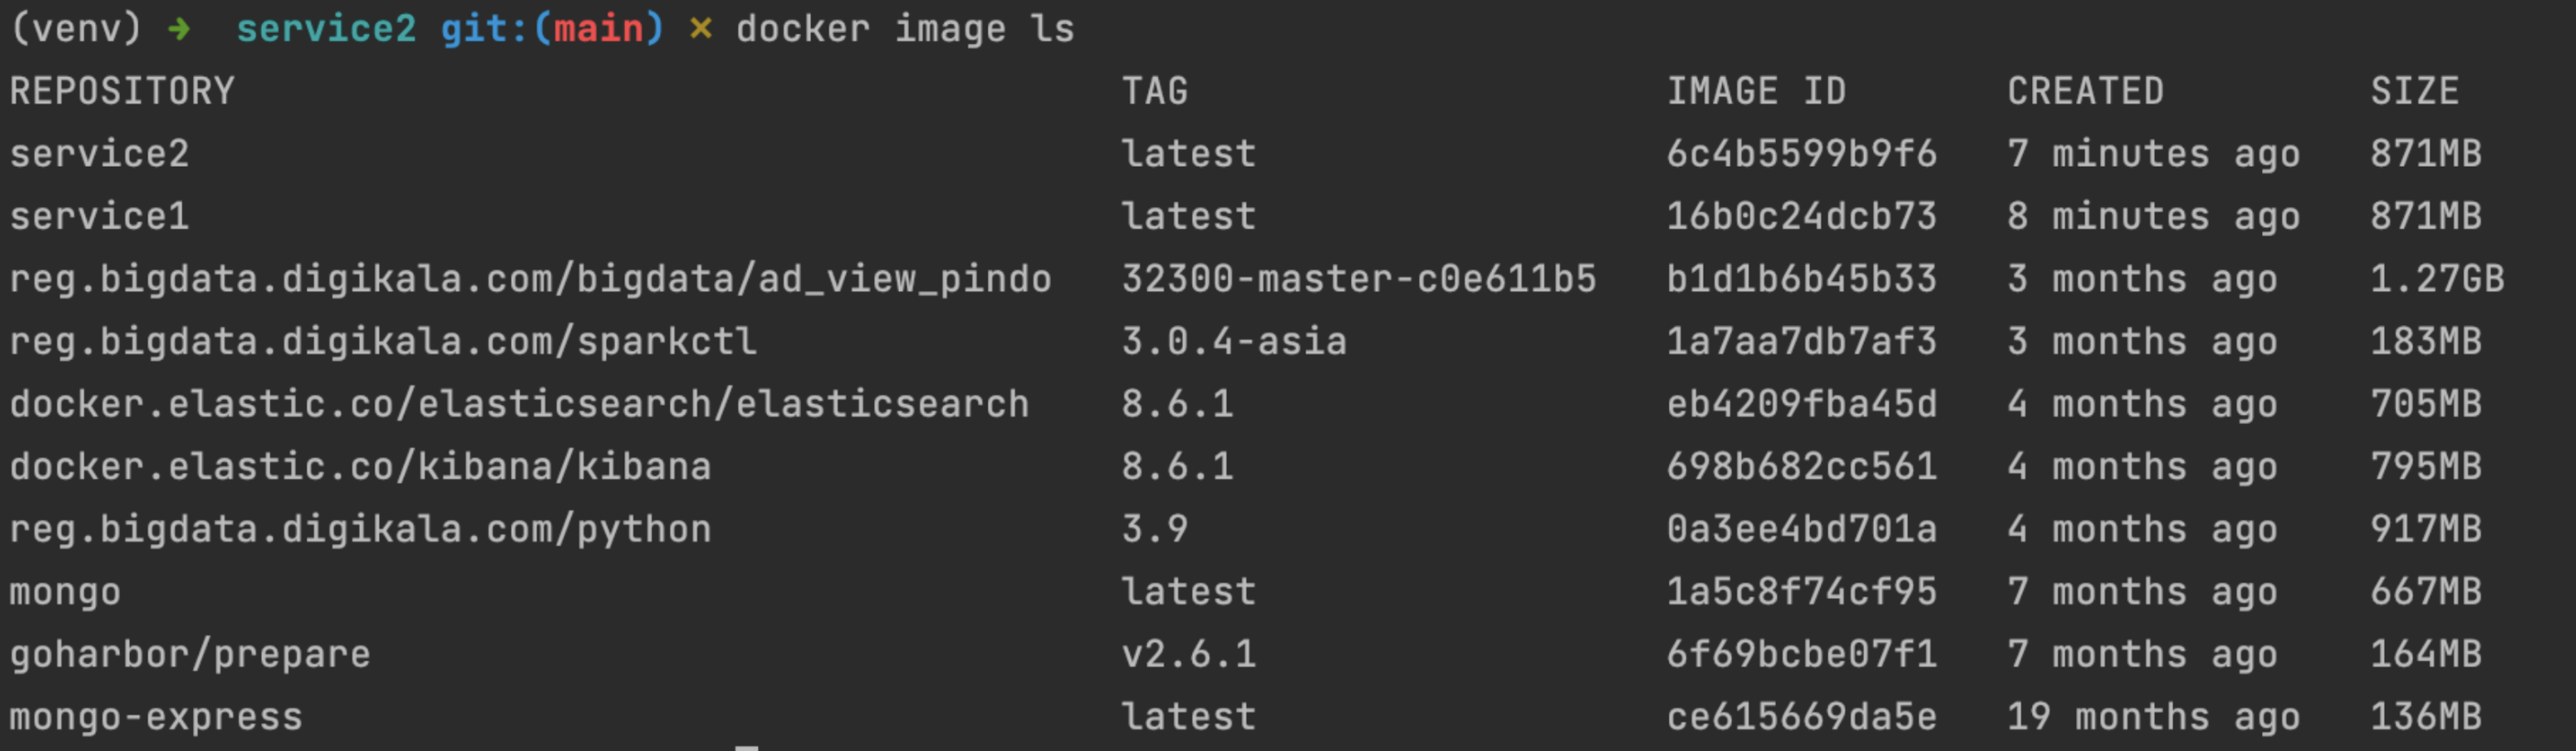 (venv) ➜  service2 git:(main) ✗ docker image ls
REPOSITORY TAG IMAGE ID CREATED SIZE
service2 latest 6c4b5599b9f6 7 minutes ago 871MB
service1 latest 16b0c24dcb73 8 minutes ago 871MB
reg.bigdata.digikala.com/bigdata/ad_view_pindo 32300-master-c0e611b5 b1d1b6b45b33 3 months ago 1.27GB
reg.bigdata.digikala.com/sparkctl 3.0.4-asia 1a7aa7db7af3 3 months ago 183MB
docker.elastic.co/elasticsearch/elasticsearch 8.6.1 eb4209fba45d 4 months ago 705MB
docker.elastic.co/kibana/kibana 8.6.1 698b682cc561 4 months ago 795MB
reg.bigdata.digikala.com/python 3.9 0a3ee4bd701a 4 months ago 917MB
mongo latest 1a5c8f74cf95 7 months ago 667MB
goharbor/prepare v2.6.1 6f69bcbe07f1 7 months ago 164MB
mongo-express latest ce615669da5e 19 months ago 136MB